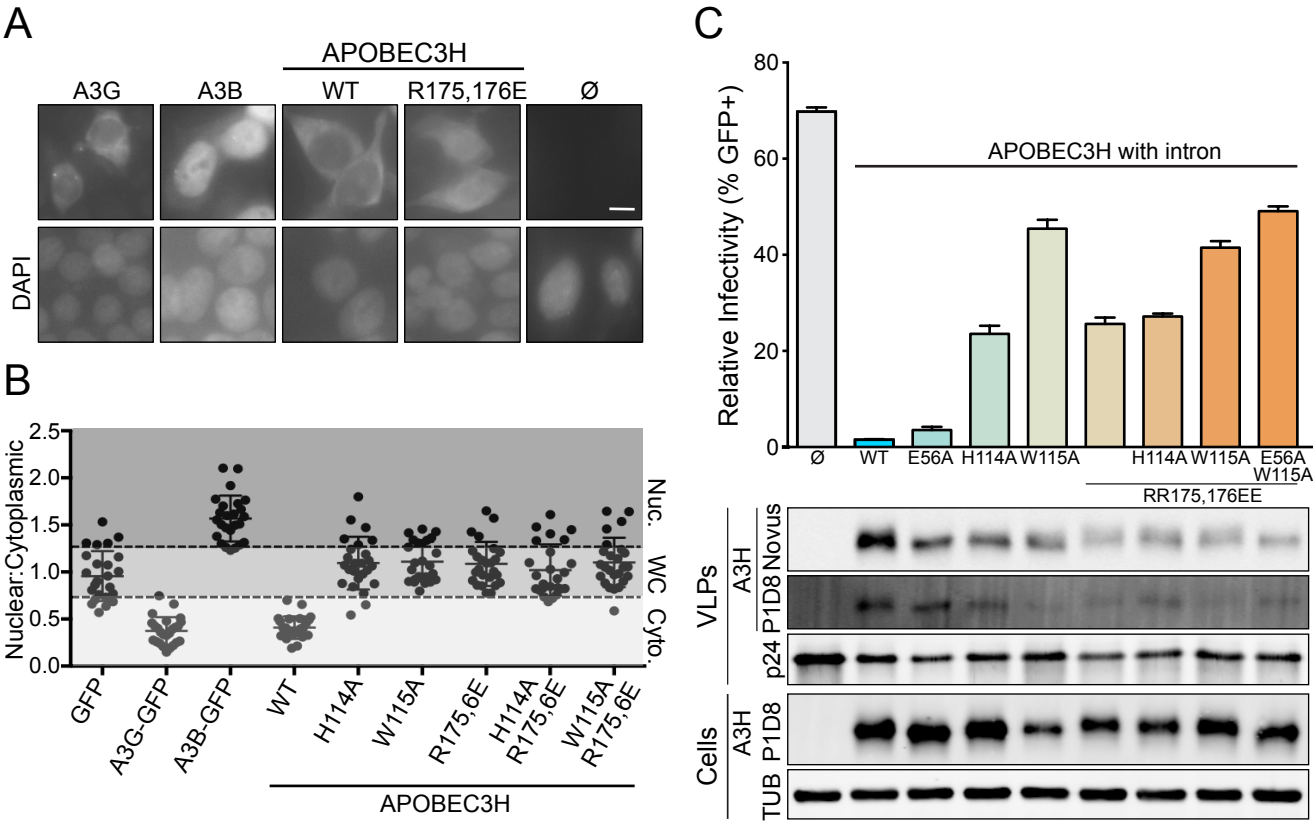 A
APOBEC3H
A3G A3B WT R175,176E Ø
DAPI
B
Nuclear:Cytoplasmic
2.5
2.0
1.5
1.0
0.5
0.0
Nuc.
WC
Cyto.
GFP
A3G-GFP
A3B-GFP
WT
H114A
W115A
R175,6E
H114A
R175,6E
W115A
R175,6E
APOBEC3H
C
Relative Infectivity (% GFP+)
80
60
40
20
0
APOBEC3H with intron
Ø WT E56A H114A W115A H114A W115A E56A
W115A
RR175,176EE
VLPs
A3H
Novus
P1D8
p24
Cells
A3H
P1D8
TUB